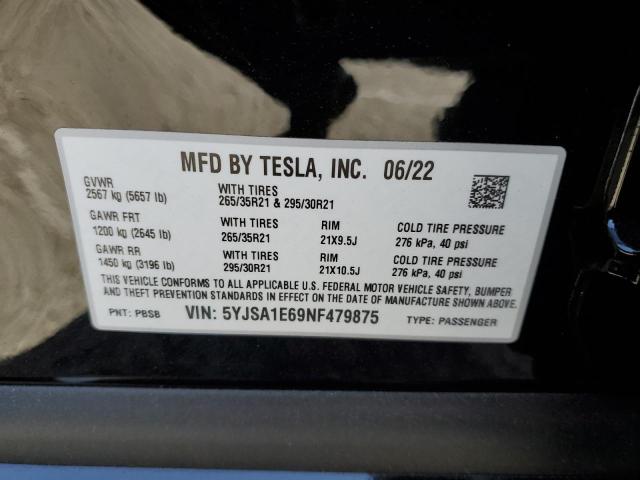 MFD BY TESLA, INC. 06/22
GVWR
2567 kg (5657 lb)
WITH TIRES
265/35R21 & 295/30R21
GAWR FRT
1200 kg (2645 lb)
WITH TIRES
265/35R21
RIM
21X9.5J
COLD TIRE PRESSURE
276 kPa, 40 psi
GAWR RR
1450 kg (3196 lb)
WITH TIRES
295/30R21
RIM
21X10.5J
COLD TIRE PRESSURE
276 kPa, 40 psi
THIS VEHICLE CONFORMS TO ALL APPLICABLE U.S. FEDERAL MOTOR VEHICLE SAFETY, BUMPER
AND THEFT PREVENTION STANDARDS IN EFFECT ON THE DATE OF MANUFACTURE SHOWN ABOVE.
PNT: PBSB VIN: 5YJSA1E69NF479875 TYPE: PASSENGER